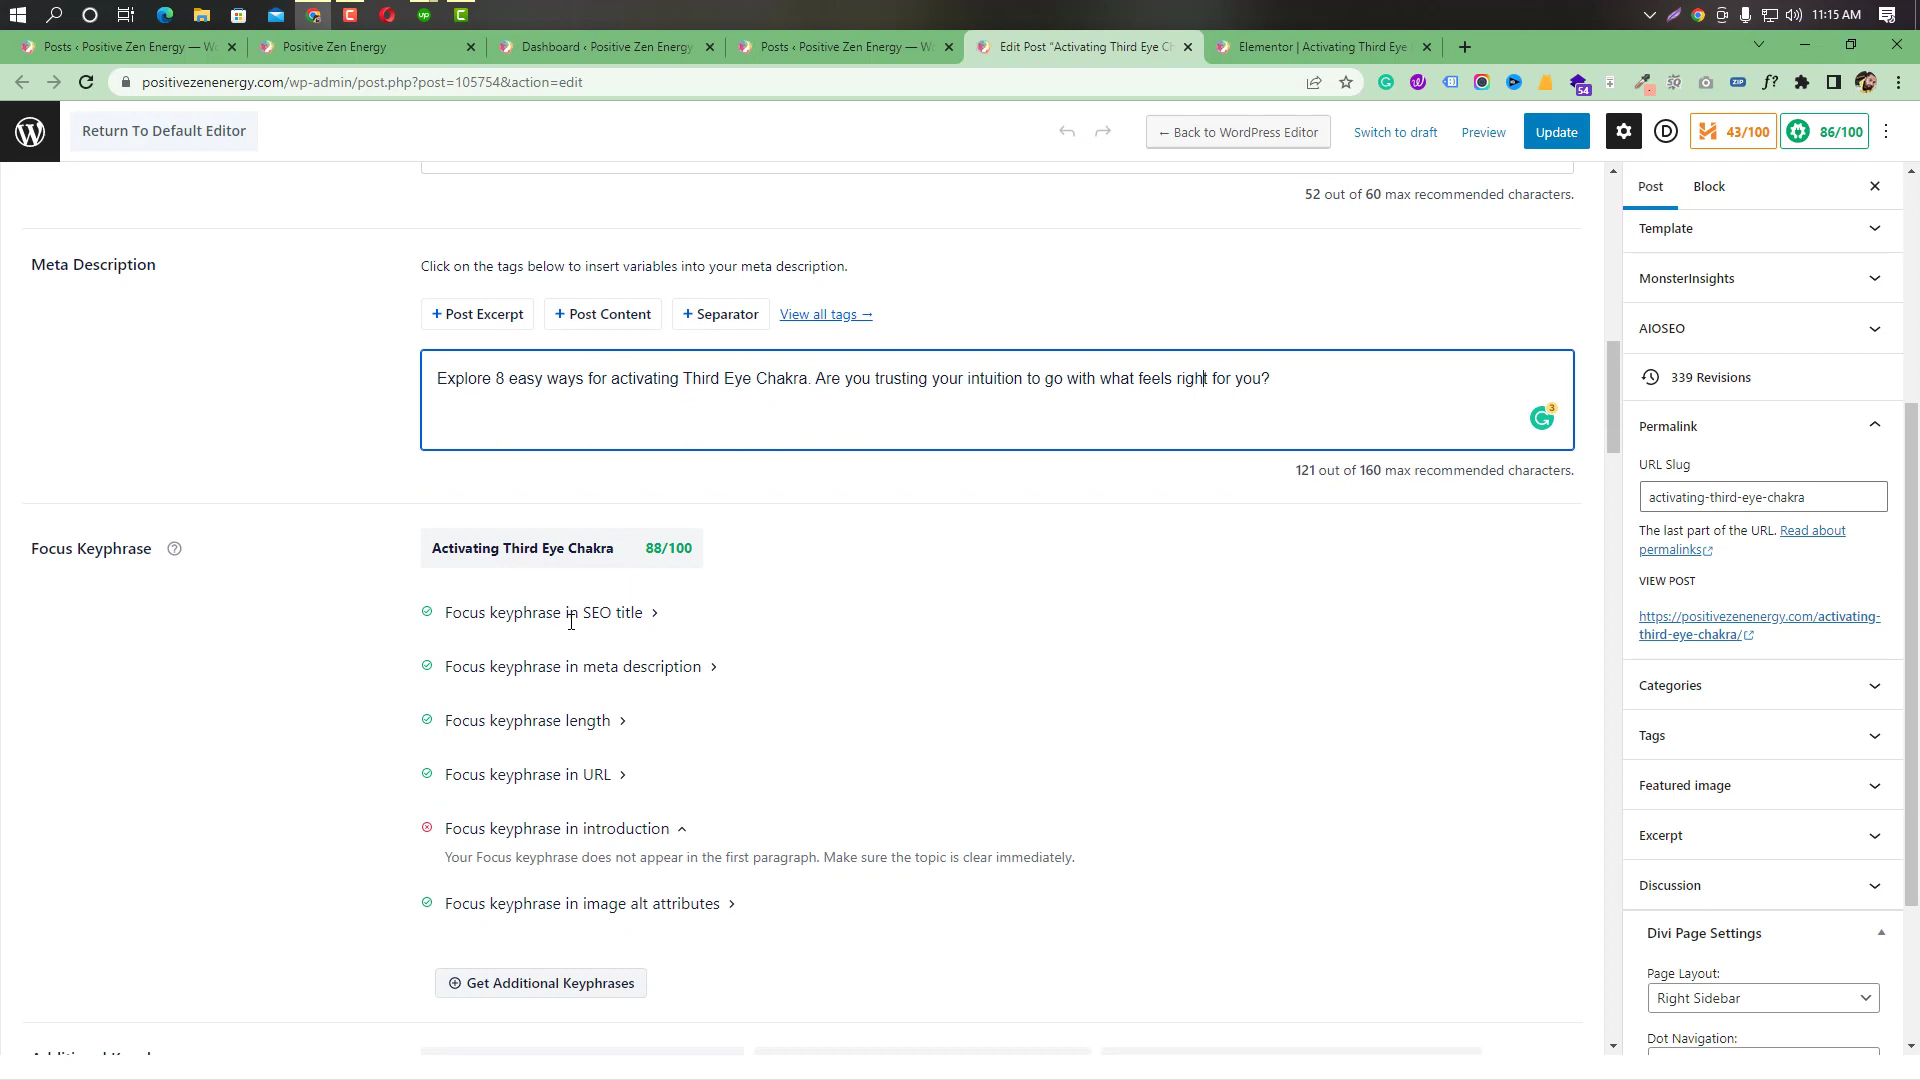 11:15 AM
Posts ‹ Positive Zen Energy — Wo
Positive Zen Energy
Dashboard ‹ Positive Zen Energy
Posts ‹ Positive Zen Energy — W
Edit Post “Activating Third Eye Ch
Elementor | Activating Third Eye
positivezenenergy.com/wp-admin/post.php?post=105754&action=edit
54
ZIP
f?
Return To Default Editor
← Back to WordPress Editor
Switch to draft
Preview
Update
D
43/100
86/100
Post
Block
52 out of 60 max recommended characters.
Template
Meta Description
Click on the tags below to insert variables into your meta description.
MonsterInsights
+ Post Excerpt
+ Post Content
+ Separator
View all tags →
AIOSEO
Explore 8 easy ways for activating Third Eye Chakra. Are you trusting your intuition to go with what feels right for you?
339 Revisions
3
Permalink
121 out of 160 max recommended characters.
URL Slug
activating-third-eye-chakra
The last part of the URL. Read about
permalinks
Focus Keyphrase
Activating Third Eye Chakra 88/100
VIEW POST
Focus keyphrase in SEO title
https://positivezenenergy.com/activating-
third-eye-chakra/
Focus keyphrase in meta description
Categories
Focus keyphrase length
Tags
Focus keyphrase in URL
Featured image
Focus keyphrase in introduction
Excerpt
Your Focus keyphrase does not appear in the first paragraph. Make sure the topic is clear immediately.
Discussion
Focus keyphrase in image alt attributes
Divi Page Settings
Get Additional Keyphrases
Page Layout:
Right Sidebar
Dot Navigation: